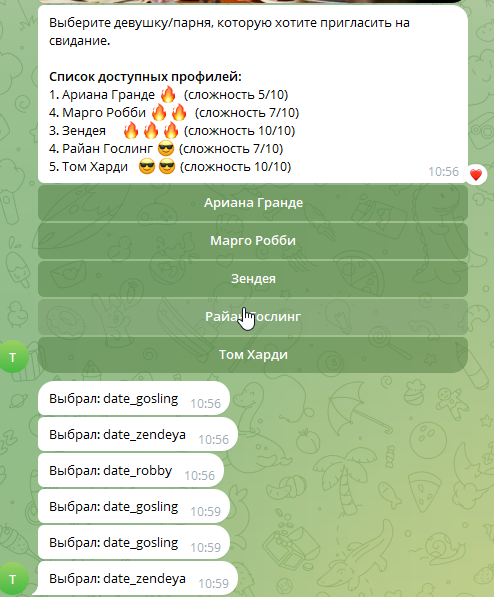 Выберите девушку/парня, которую хотите пригласить на
свидание.
Список доступных профилей:
1. Ариана Гранде 🔥 (сложность 5/10)
4. Марго Робби 🔥🔥 (сложность 7/10)
3. Зендея 🔥🔥🔥 (сложность 10/10)
4. Райан Гослинг 😎 (сложность 7/10)
5. Том Харди 😎😎 (сложность 10/10)
10:56
Ариана Гранде
Марго Робби
Зендея
Райан Гослинг
Том Харди
T
Выбрал: date_gosling 10:56
Выбрал: date_zendeya 10:56
Выбрал: date_robby 10:56
Выбрал: date_gosling 10:59
Выбрал: date_gosling 10:59
Выбрал: date_zendeya 10:59
T